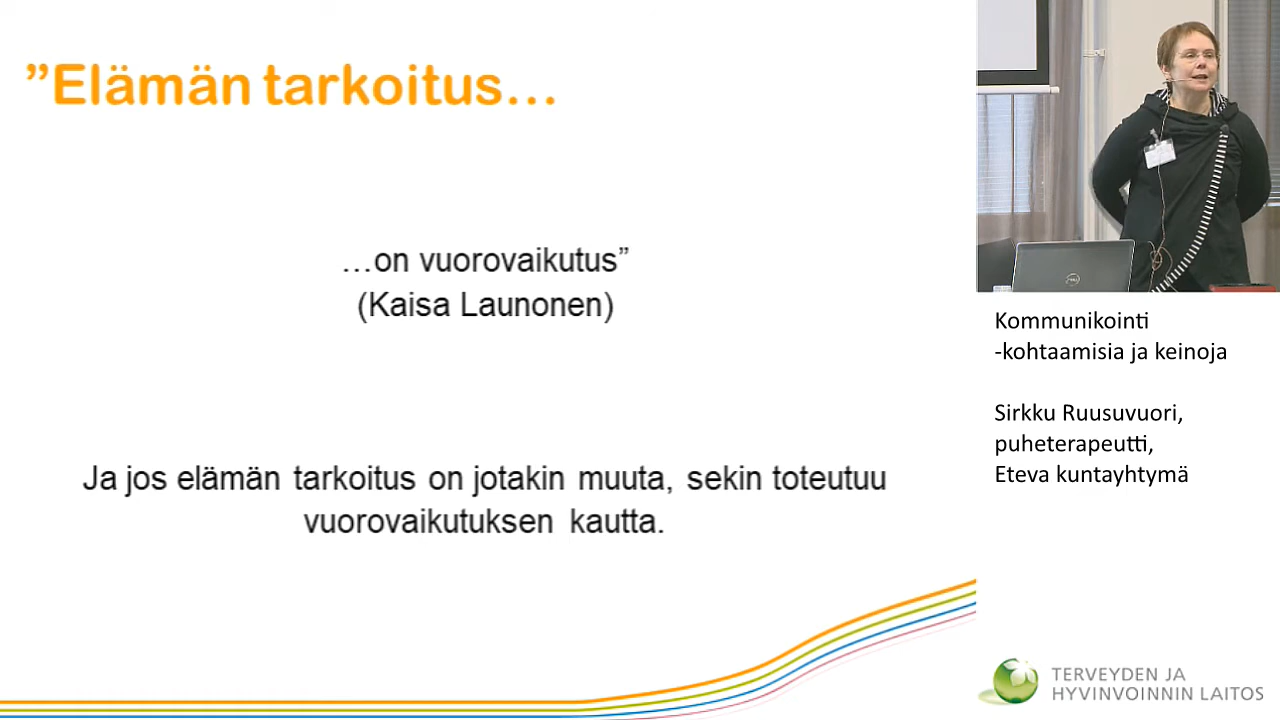 ”Elämän tarkoitus…
…on vuorovaikutus”
(Kaisa Launonen)
Ja jos elämän tarkoitus on jotakin muuta, sekin toteutuu
vuorovaikutuksen kautta.
Kommunikointi
-kohtaamisia ja keinoja
Sirkku Ruusuvuori,
puheterapeutti,
Eteva kuntayhtymä
TERVEYDEN JA
HYVINVOINNIN LAITOS